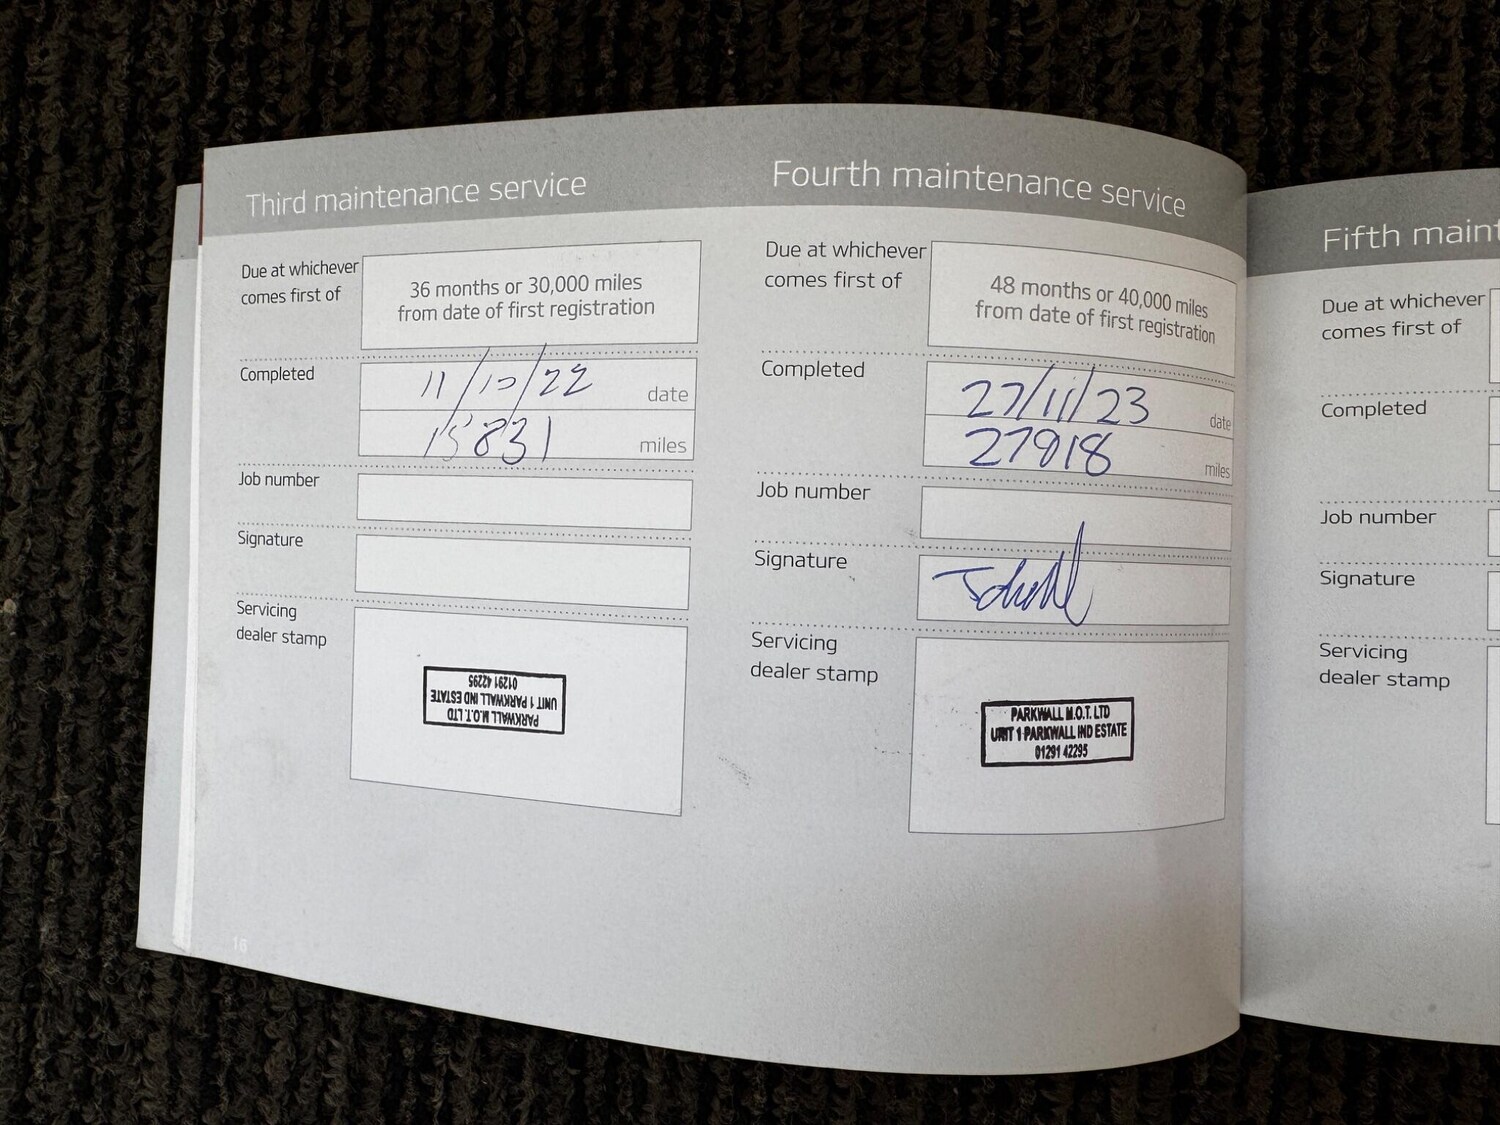 Third maintenance service
Due at whichever
comes first of
36 months or 30,000 miles
from date of first registration
Completed
11/10/22
date
15831
miles
Job number
Signature
Servicing
dealer stamp
PARKWALL M.O.T. LTD
UNIT 1 PARKWALL IND ESTATE
01291 42295
16
Fourth maintenance service
Due at whichever
comes first of
48 months or 40,000 miles
from date of first registration
Completed
27/11/23
date
27918
miles
Job number
Signature
Servicing
dealer stamp
PARKWALL M.O.T. LTD
UNIT 1 PARKWALL IND ESTATE
01291 42295
Fifth maint
Due at whichever
comes first of
Completed
Job number
Signature
Servicing
dealer stamp